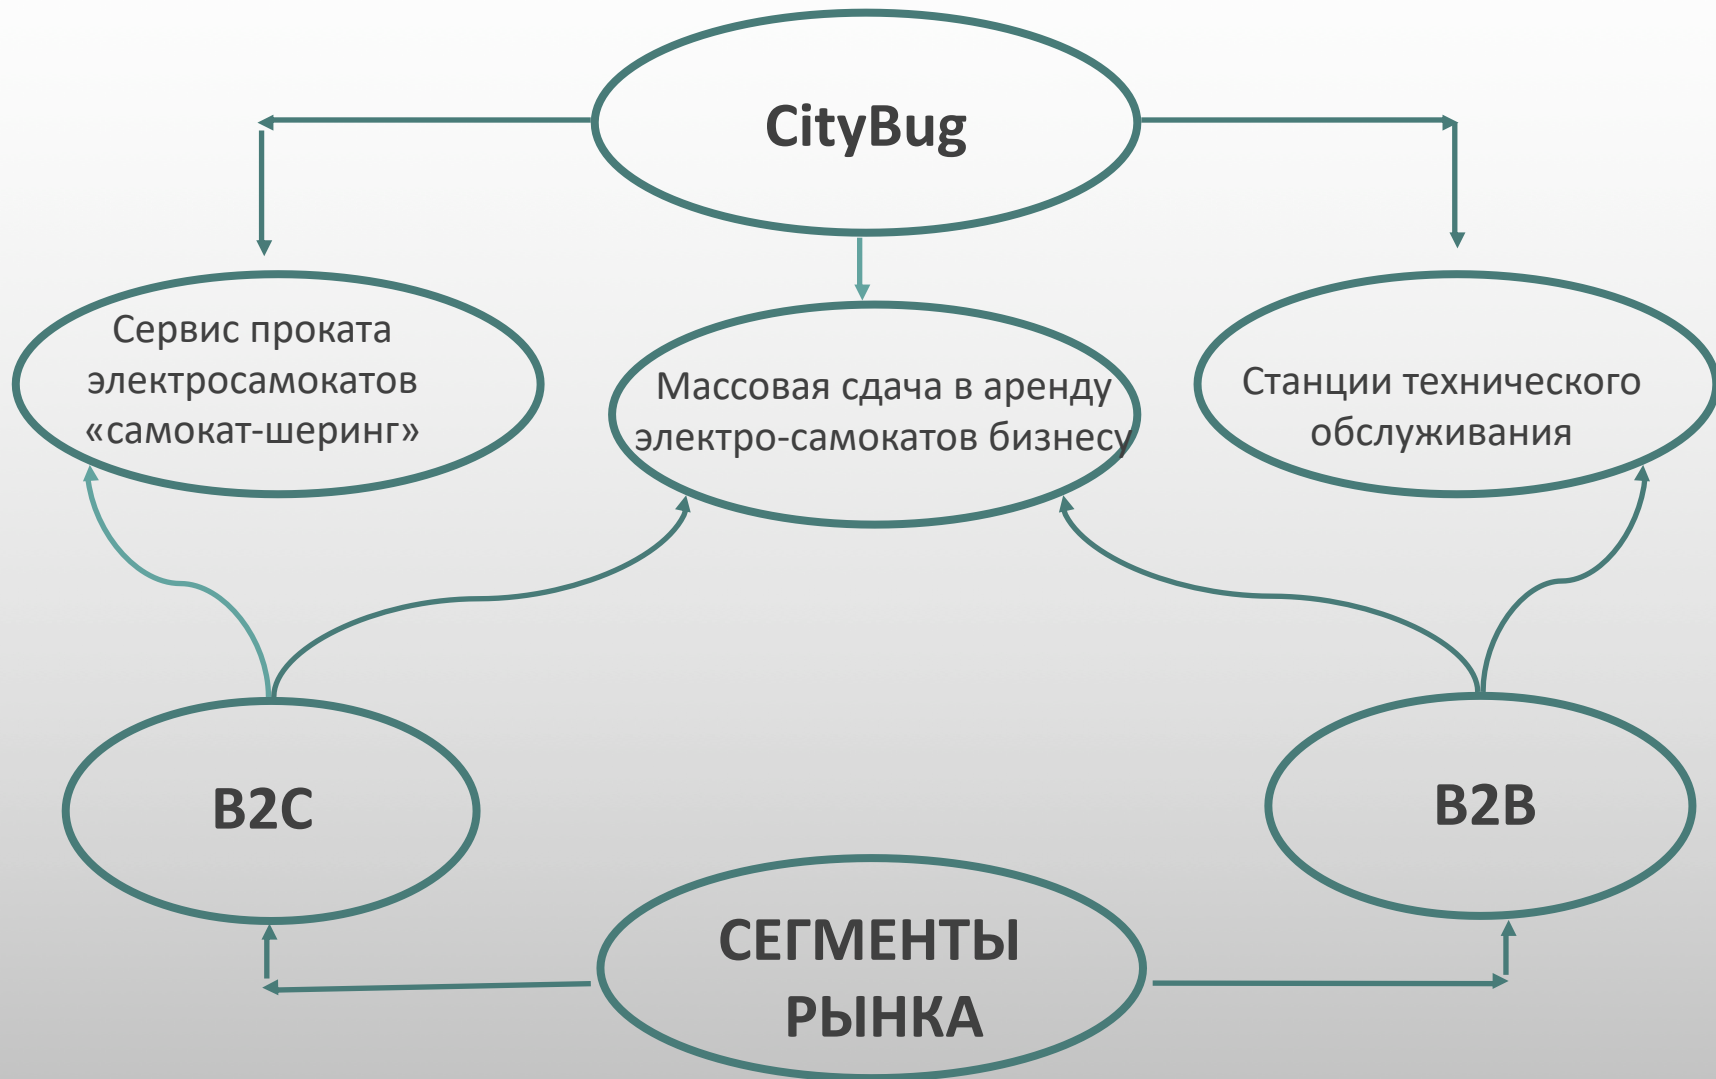 CityBug
Сервис проката
электросамокатов
«самокат-шеринг»
Массовая сдача в аренду
электро-самокатов бизнесу
Станции технического
обслуживания
B2C
B2B
СЕГМЕНТЫ
РЫНКА